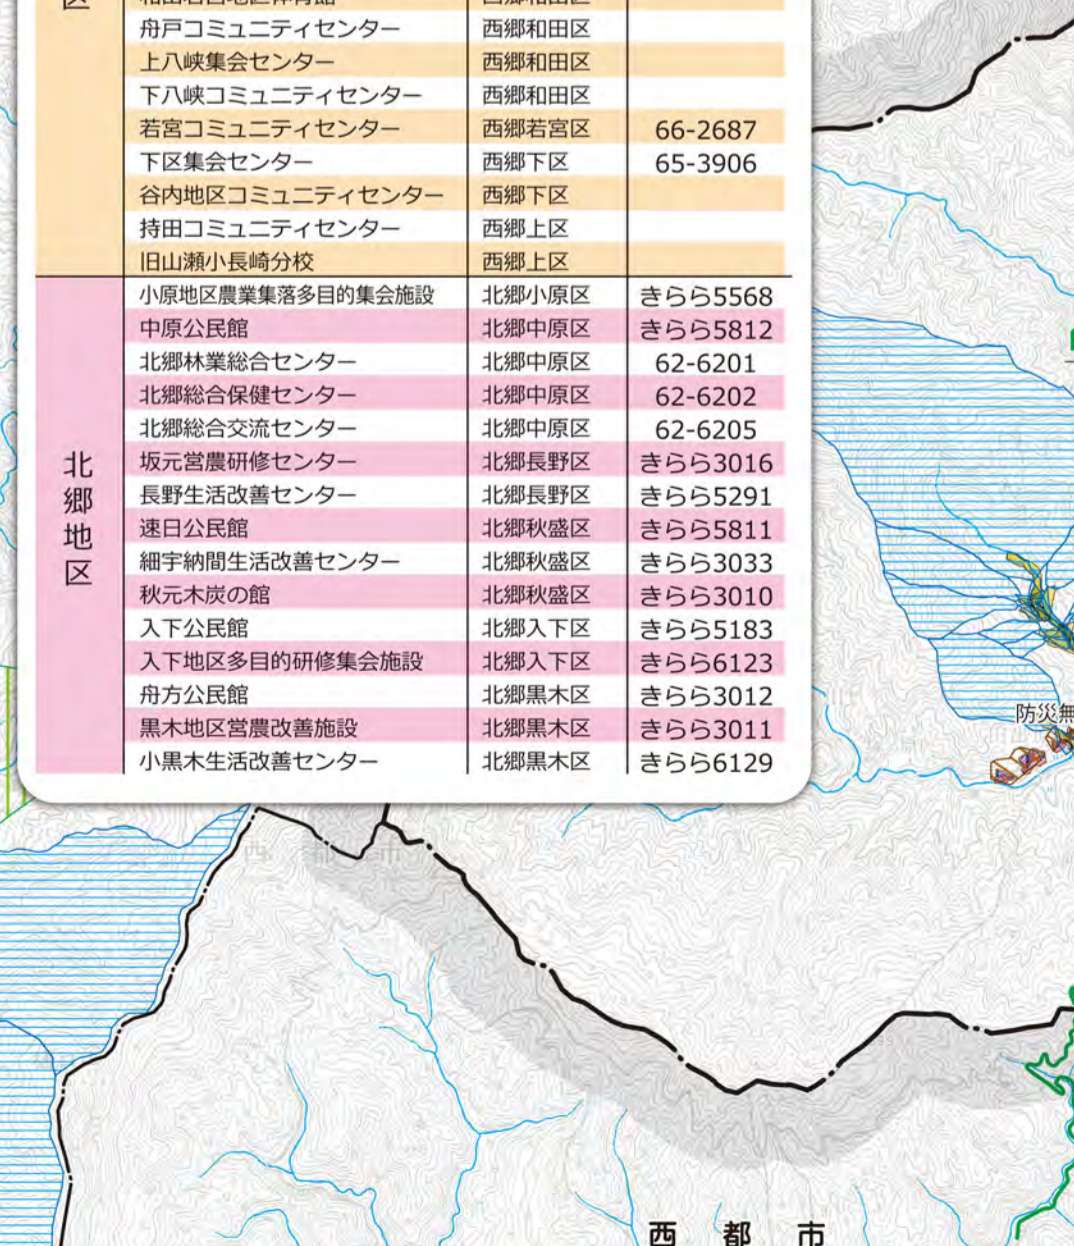 区
舟戸コミュニティセンター 西郷和田区
上八峡集会センター 西郷和田区
下八峡コミュニティセンター 西郷和田区
若宮コミュニティセンター 西郷若宮区 66-2687
下区集会センター 西郷下区 65-3906
谷内地区コミュニティセンター 西郷下区
持田コミュニティセンター 西郷上区
旧山瀬小長崎分校 西郷上区
北郷地区
小原地区農業集落多目的集会施設 北郷小原区 きらら5568
中原公民館 北郷中原区 きらら5812
北郷林業総合センター 北郷中原区 62-6201
北郷総合保健センター 北郷中原区 62-6202
北郷総合交流センター 北郷中原区 62-6205
坂元営農研修センター 北郷長野区 きらら3016
長野生活改善センター 北郷長野区 きらら5291
速日公民館 北郷秋盛区 きらら5811
細宇納間生活改善センター 北郷秋盛区 きらら3033
秋元木炭の館 北郷秋盛区 きらら3010
入下公民館 北郷入下区 きらら5183
入下地区多目的研修集会施設 北郷入下区 きらら6123
舟方公民館 北郷黒木区 きらら3012
黒木地区営農改善施設 北郷黒木区 きらら3011
小黒木生活改善センター 北郷黒木区 きらら6129
防災無
西都市
西都市